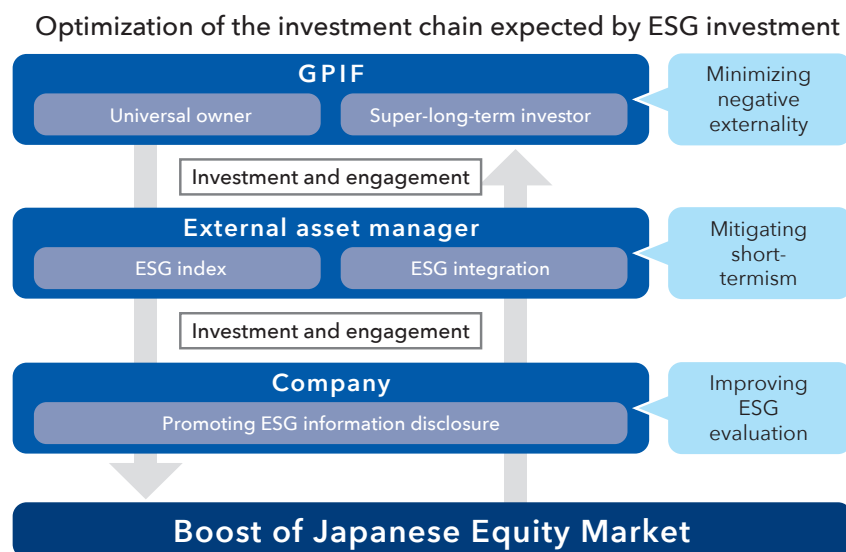 Optimization of the investment chain expected by ESG investment
GPIF
Universal owner
Super-long-term investor
Minimizing
negative
externality
Investment and engagement
External asset manager
ESG index
ESG integration
Mitigating
short-
termism
Investment and engagement
Company
Promoting ESG information disclosure
Improving
ESG
evaluation
Boost of Japanese Equity Market